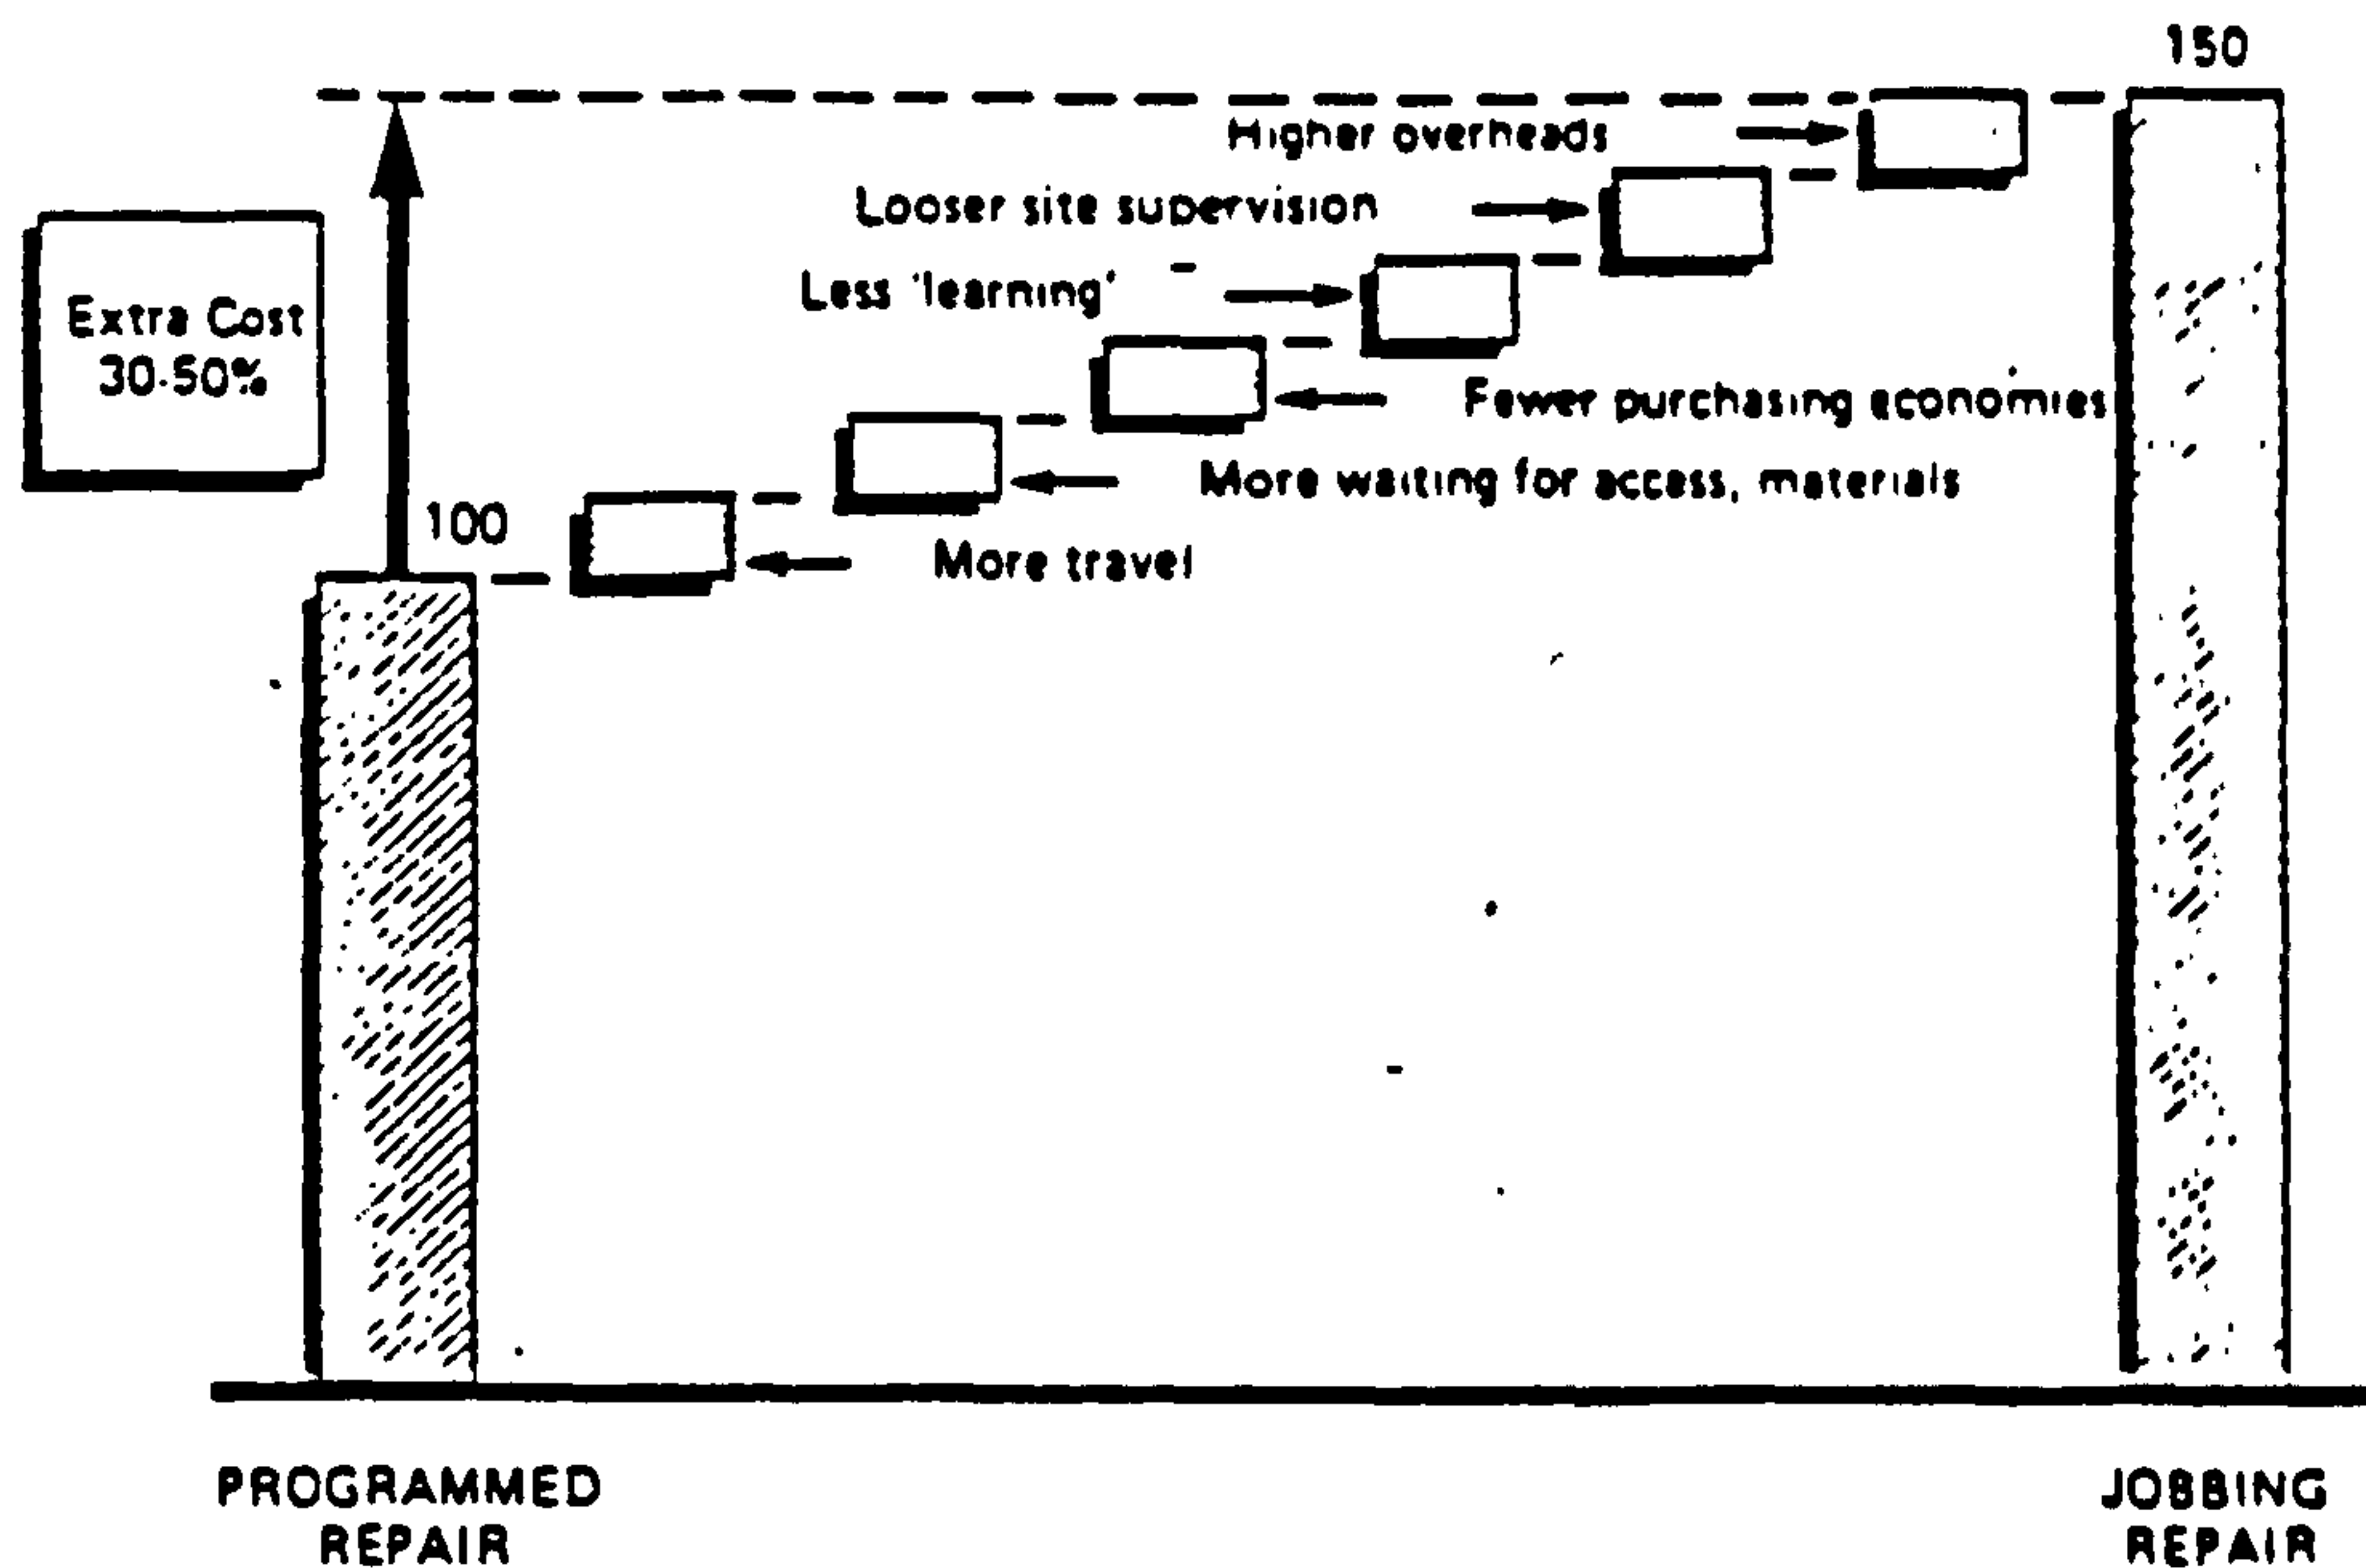 150
Higher overheads
Looser site supervision
Less 'learning'
Extra Cost
30-50%
Fewer purchasing economies
More waiting for access, materials
100
More travel
PROGRAMMED
REPAIR
JOBBING
REPAIR